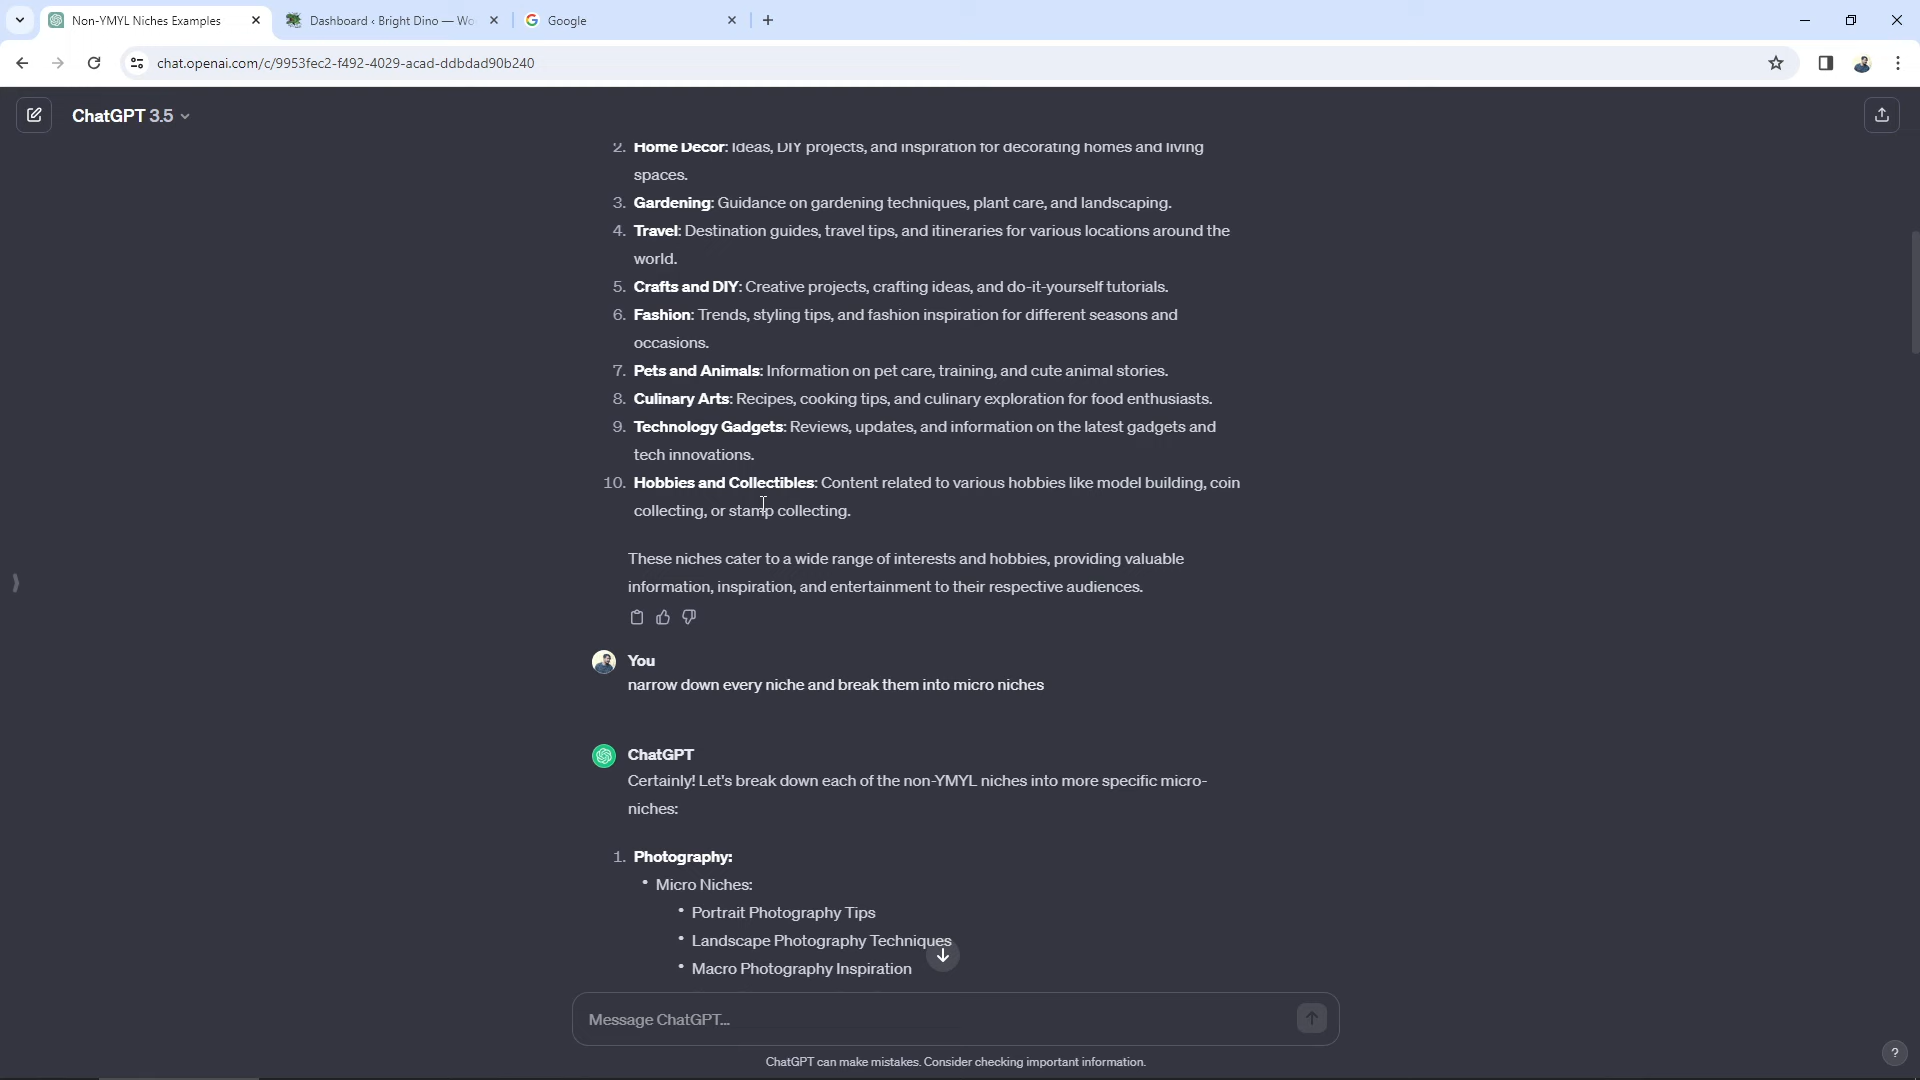 Non-YMYL Niches Examples
Dashboard ‹ Bright Dino — Wo
Google
chat.openai.com/c/9953fec2-f492-4029-acad-ddbdad90b240
ChatGPT 3.5
2. Home Decor: Ideas, DIY projects, and inspiration for decorating homes and living
spaces.
3. Gardening: Guidance on gardening techniques, plant care, and landscaping.
4. Travel: Destination guides, travel tips, and itineraries for various locations around the
world.
5. Crafts and DIY: Creative projects, crafting ideas, and do-it-yourself tutorials.
6. Fashion: Trends, styling tips, and fashion inspiration for different seasons and
occasions.
7. Pets and Animals: Information on pet care, training, and cute animal stories.
8. Culinary Arts: Recipes, cooking tips, and culinary exploration for food enthusiasts.
9. Technology Gadgets: Reviews, updates, and information on the latest gadgets and
tech innovations.
10. Hobbies and Collectibles: Content related to various hobbies like model building, coin
collecting, or stamp collecting.
These niches cater to a wide range of interests and hobbies, providing valuable
information, inspiration, and entertainment to their respective audiences.
You
narrow down every niche and break them into micro niches
ChatGPT
Certainly! Let's break down each of the non-YMYL niches into more specific micro-
niches:
1. Photography:
• Micro Niches:
• Portrait Photography Tips
• Landscape Photography Techniques
• Macro Photography Inspiration
Message ChatGPT...
ChatGPT can make mistakes. Consider checking important information.
?